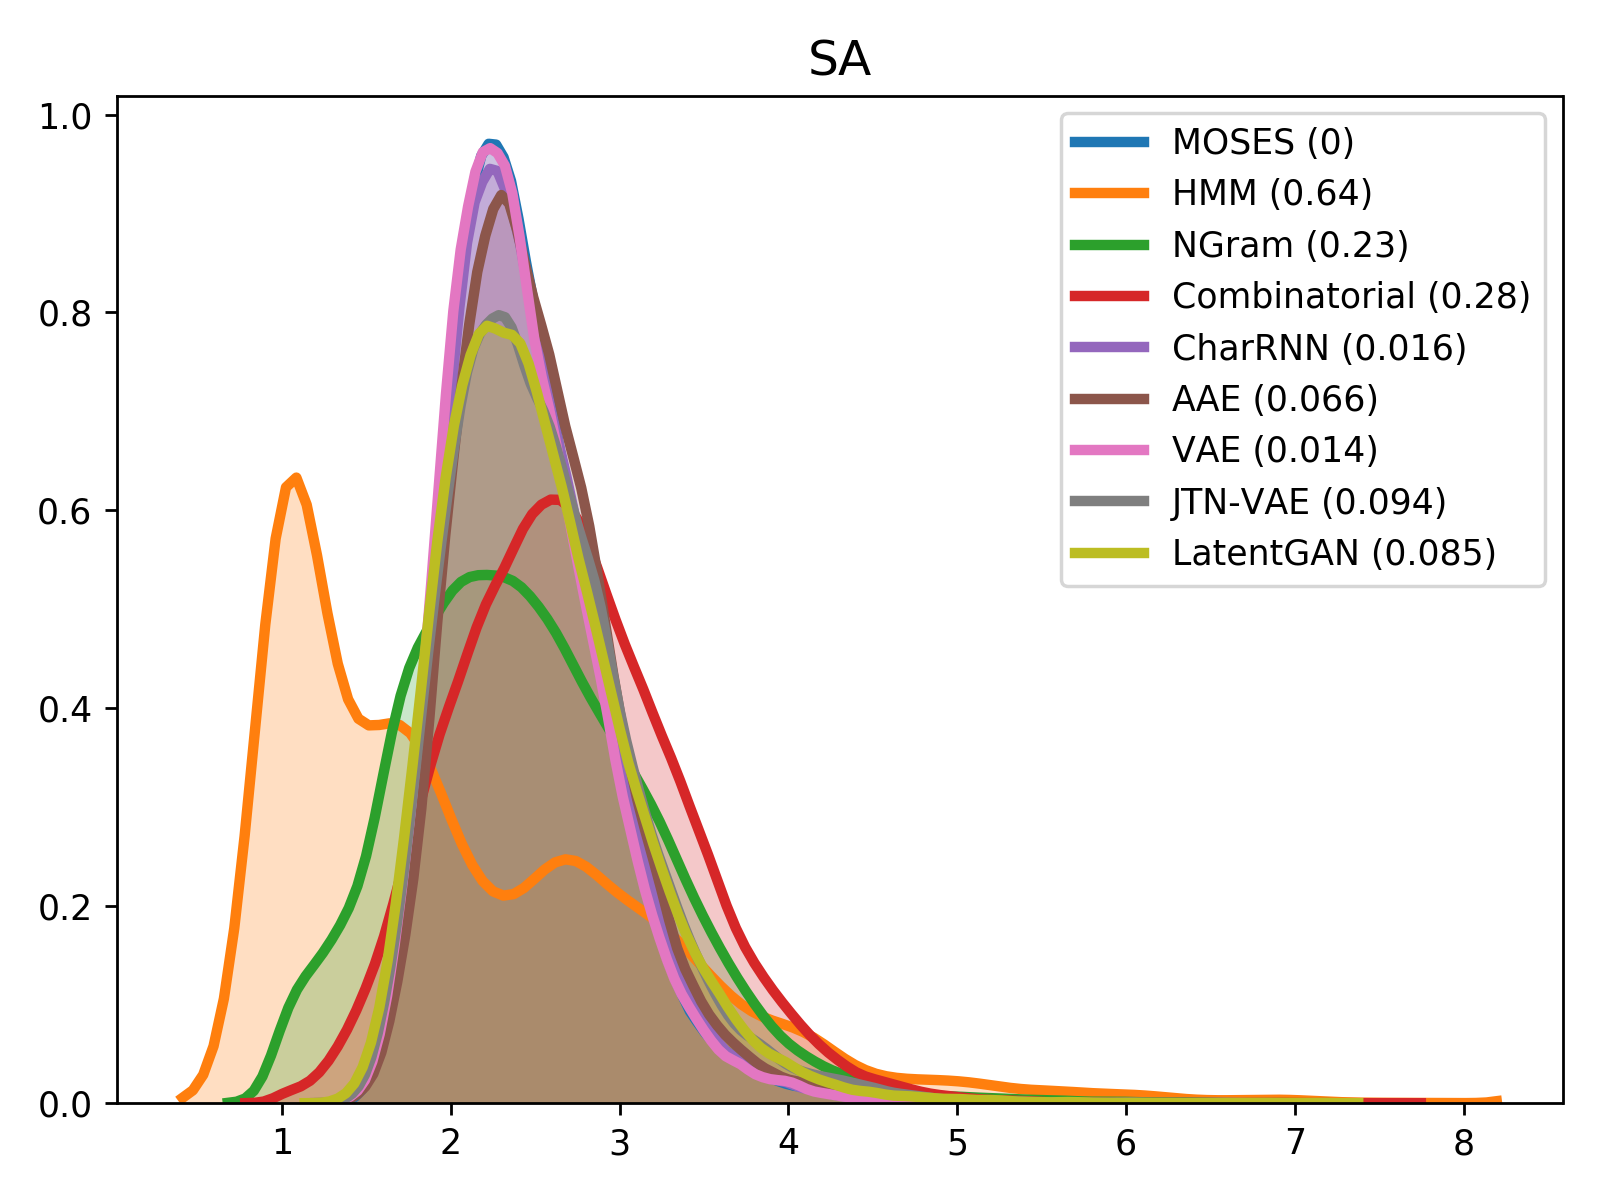 SA
1.0
0.8
0.6
0.4
0.2
0.0
1 2 3 4 5 6 7 8
MOSES (0)
HMM (0.64)
NGram (0.23)
Combinatorial (0.28)
CharRNN (0.016)
AAE (0.066)
VAE (0.014)
JTN-VAE (0.094)
LatentGAN (0.085)